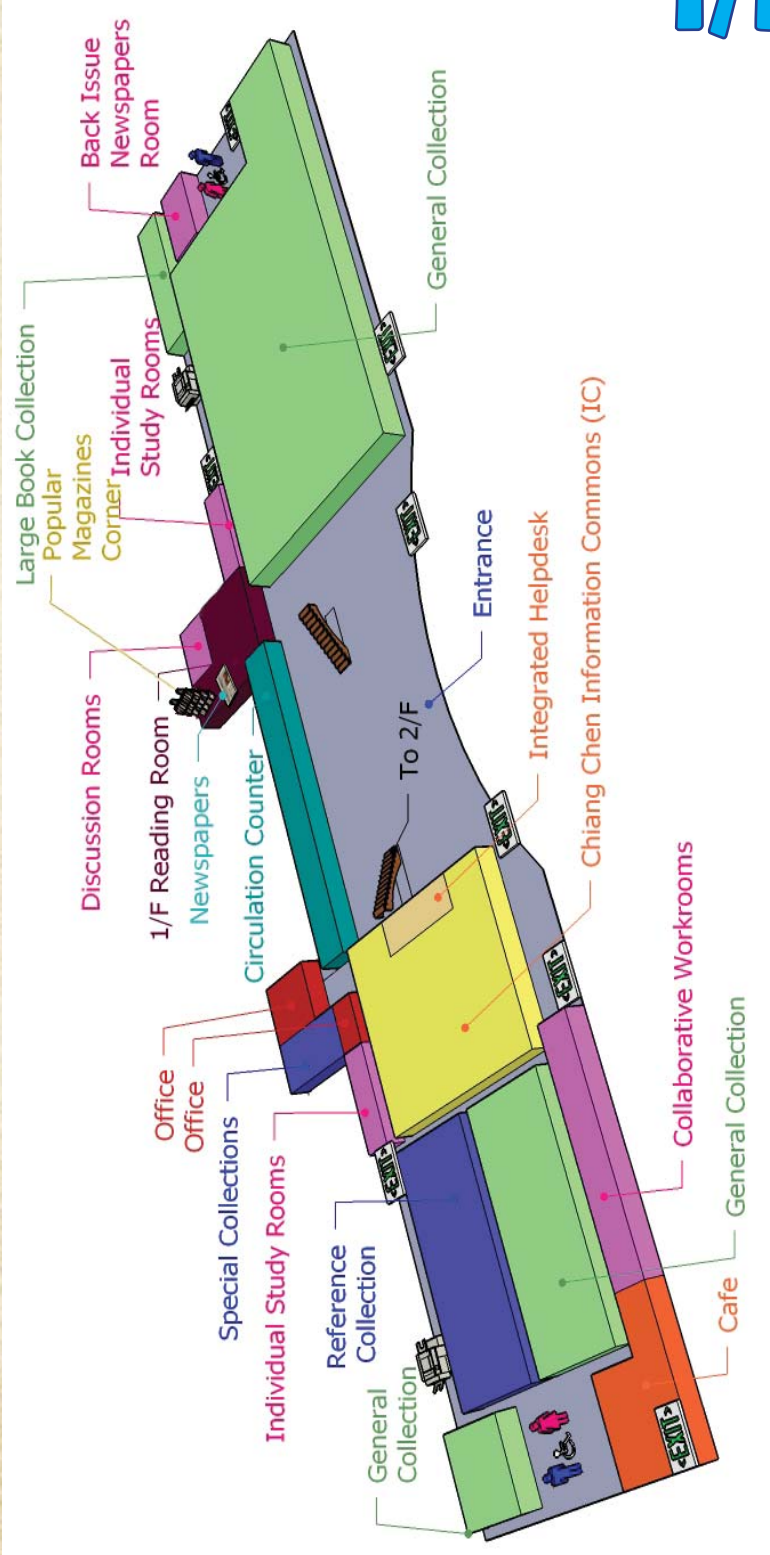 Large Book Collection
Popular
Magazines
Corner
Back Issue
Newspapers
Room
Individual
Study Rooms
Discussion Rooms
1/F Reading Room
Newspapers
Circulation Counter
Office
Office
Special Collections
Individual Study Rooms
Reference
Collection
General
Collection
EXIT
EXIT
EXIT
General Collection
EXIT
EXIT
Entrance
To 2/F
Integrated Helpdesk
Chiang Chen Information Commons (IC)
EXIT
EXIT
Collaborative Workrooms
General Collection
Cafe
<EXIT>